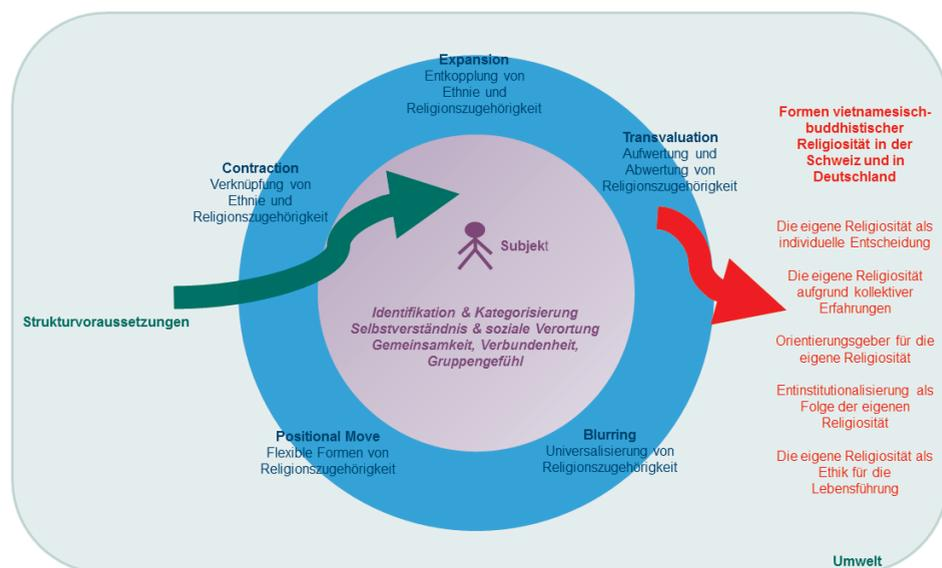 Expansion
Entkopplung von
Ethnie und
Religionszugehörigkeit
Contraction
Verknüpfung von
Ethnie und
Religionszugehörigkeit
Transvaluation
Aufwertung und
Abwertung von
Religionszugehörigkeit
Subjekt
Strukturvoraussetzungen
Identifikation & Kategorisierung
Selbstverständnis & soziale Verortung
Gemeinsamkeit, Verbundenheit,
Gruppengefühl
Positional Move
Flexible Formen von
Religionszugehörigkeit
Blurring
Universalisierung von
Religionszugehörigkeit
Formen vietnamesisch-
buddhistischer
Religiosität in der
Schweiz und in
Deutschland
Die eigene Religiosität als
individuelle Entscheidung
Die eigene Religiosität
aufgrund kollektiver
Erfahrungen
Orientierungsgeber für die
eigene Religiosität
Entinstitutionalisierung als
Folge der eigenen
Religiosität
Die eigene Religiosität als
Ethik für die
Lebensführung
Umwelt